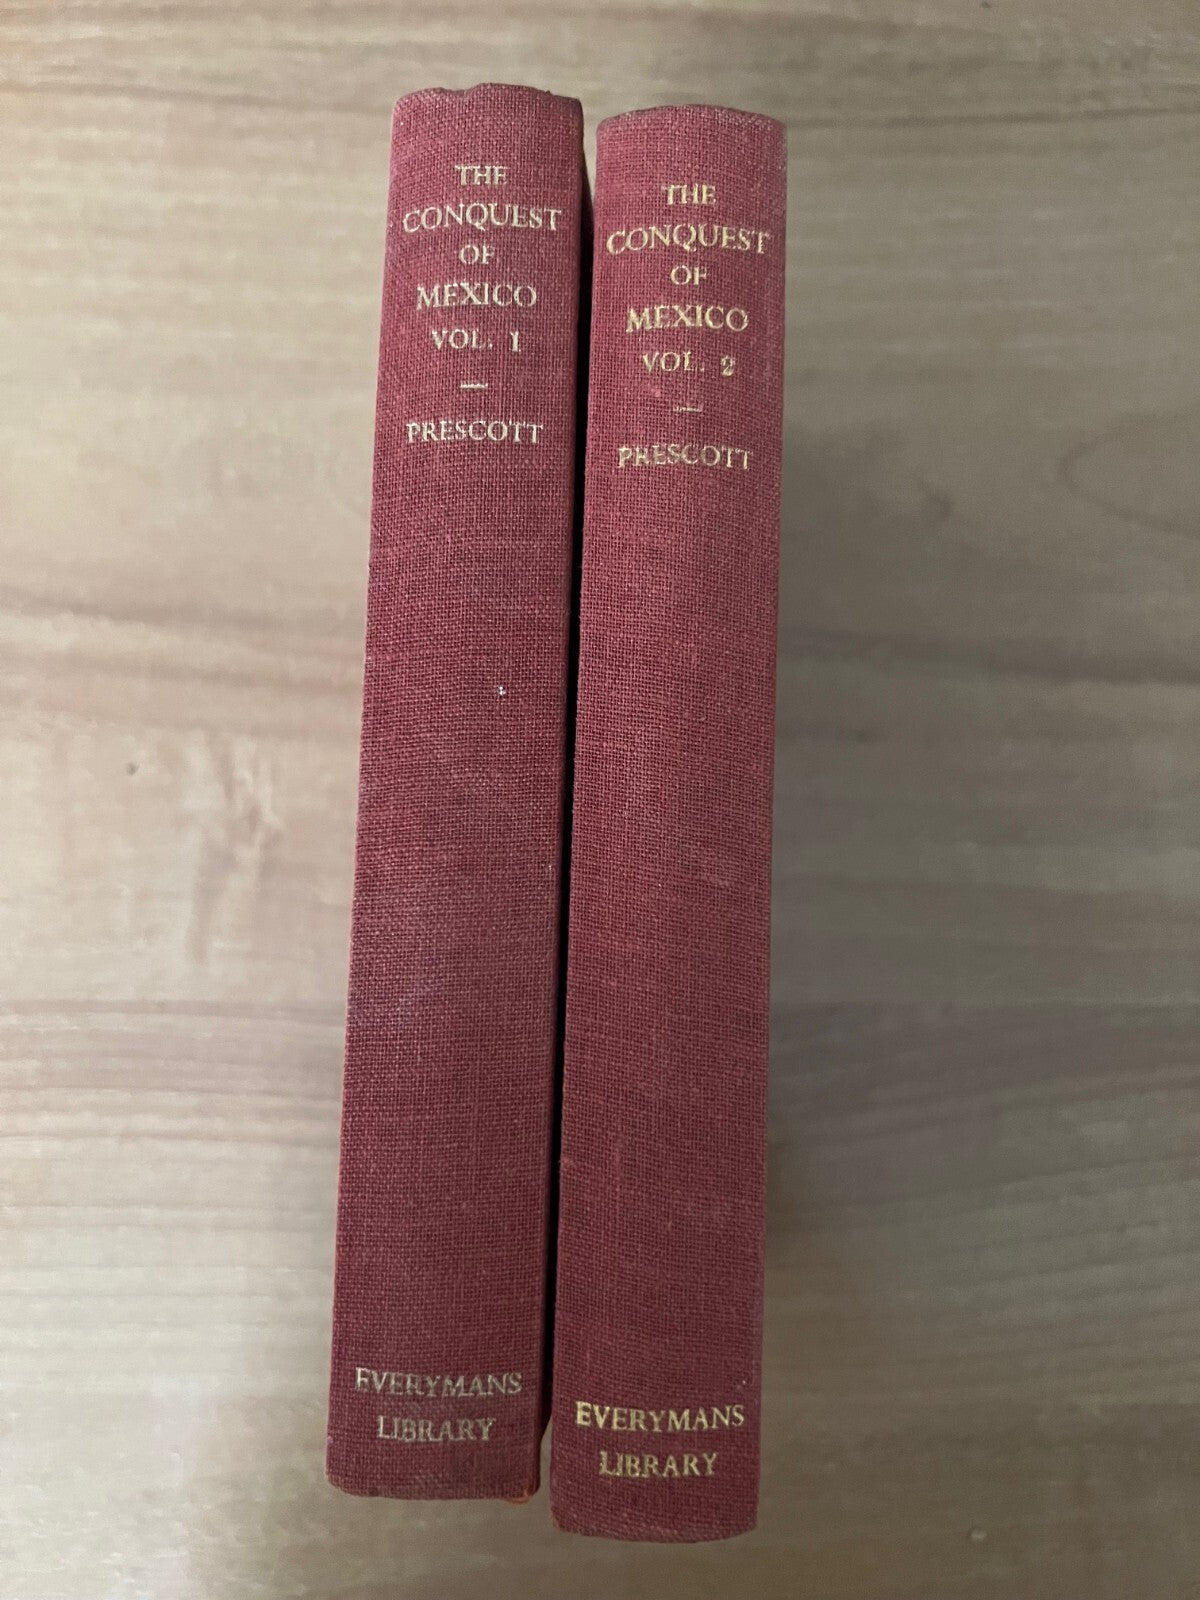 THE
CONQUEST
OF
MEXICO
VOL. 1
PRESCOTT
EVERYMANS
LIBRARY
THE
CONQUEST
OF
MEXICO
VOL. 2
PRESCOTT
EVERYMANS
LIBRARY